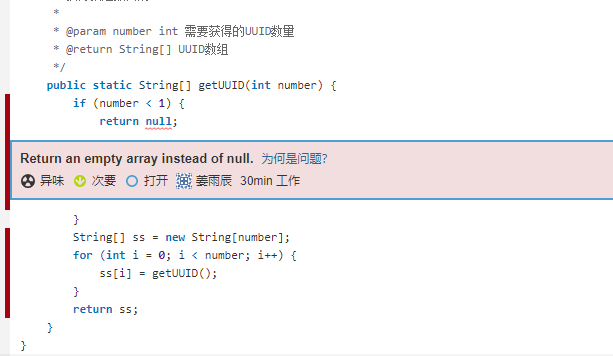 *
* @param number int 需要获得的UUID数量
* @return String[] UUID数组
*/
public static String[] getUUID(int number) {
if (number < 1) {
return null;
Return an empty array instead of null. 为何是问题?
异味 次要 打开 姜雨辰 30min 工作
}
String[] ss = new String[number];
for (int i = 0; i < number; i++) {
ss[i] = getUUID();
}
return ss;
}
}